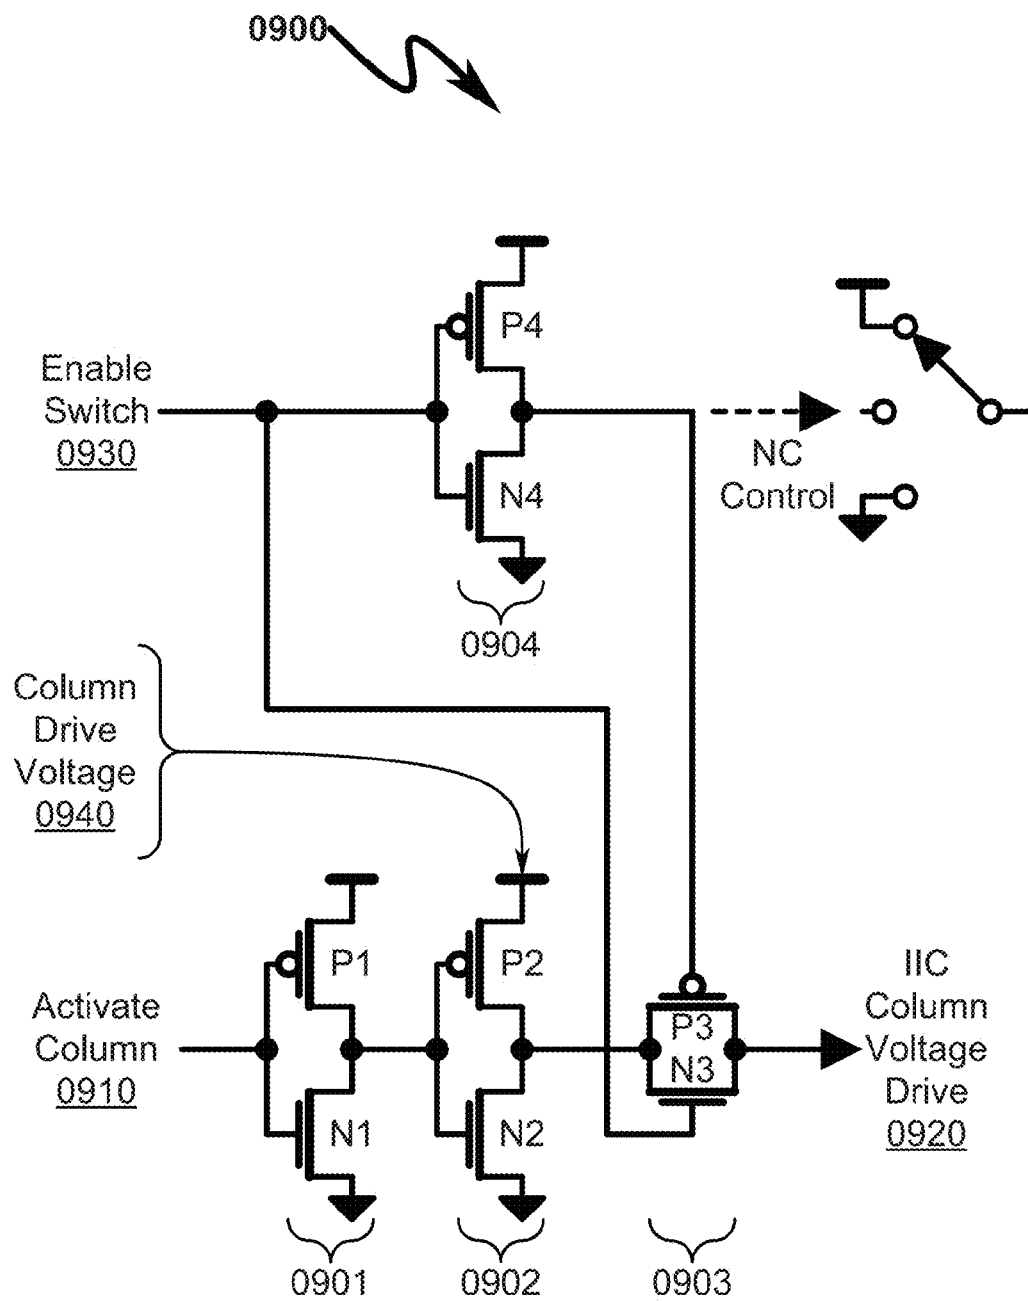 0900
P4
Enable
Switch
0930
NC
Control
N4
0904
Column
Drive
Voltage
0940
P1
P2
IIC
Column
Voltage
Drive
0920
Activate
Column
0910
P3
N3
N1
N2
0901
0902
0903